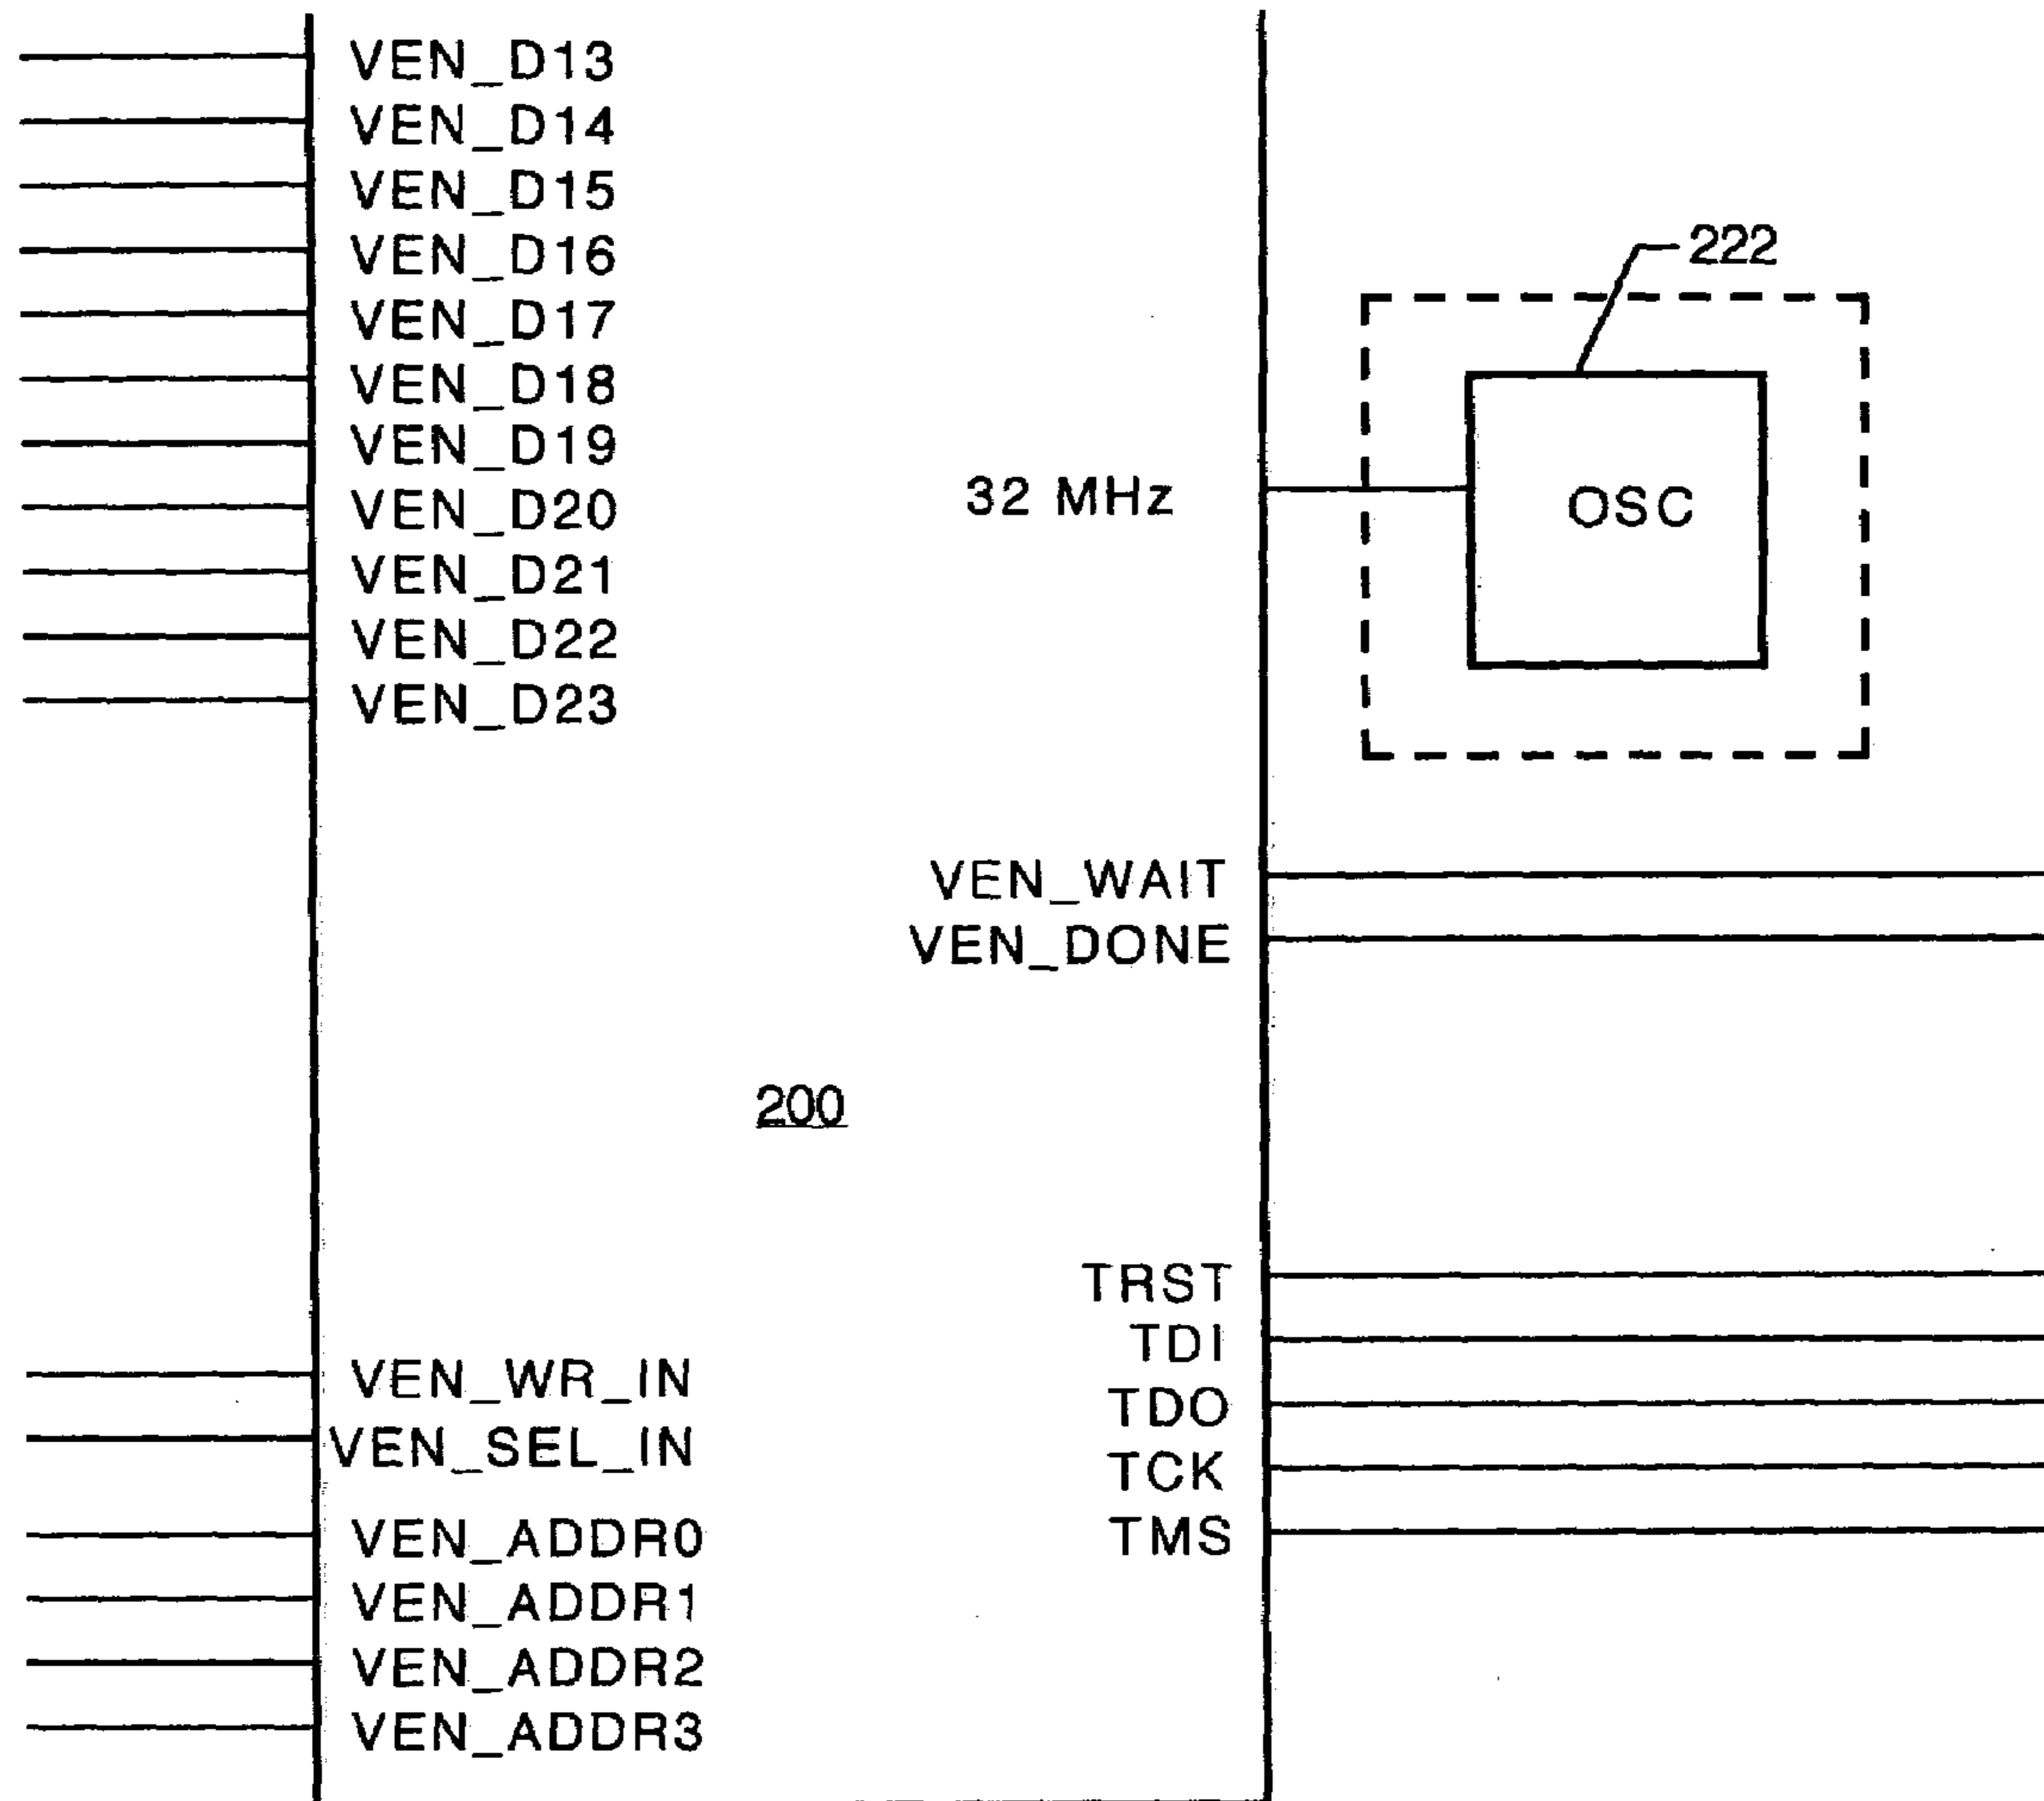 VEN_D13
VEN_D14
VEN_D15
VEN_D16
VEN_D17
VEN_D18
VEN_D19
VEN_D20
VEN_D21
VEN_D22
VEN_D23
222
32 MHz
OSC
VEN_WAIT
VEN_DONE
200
VEN_WR_IN
VEN_SEL_IN
VEN_ADDR0
VEN_ADDR1
VEN_ADDR2
VEN_ADDR3
TRST
TDI
TDO
TCK
TMS